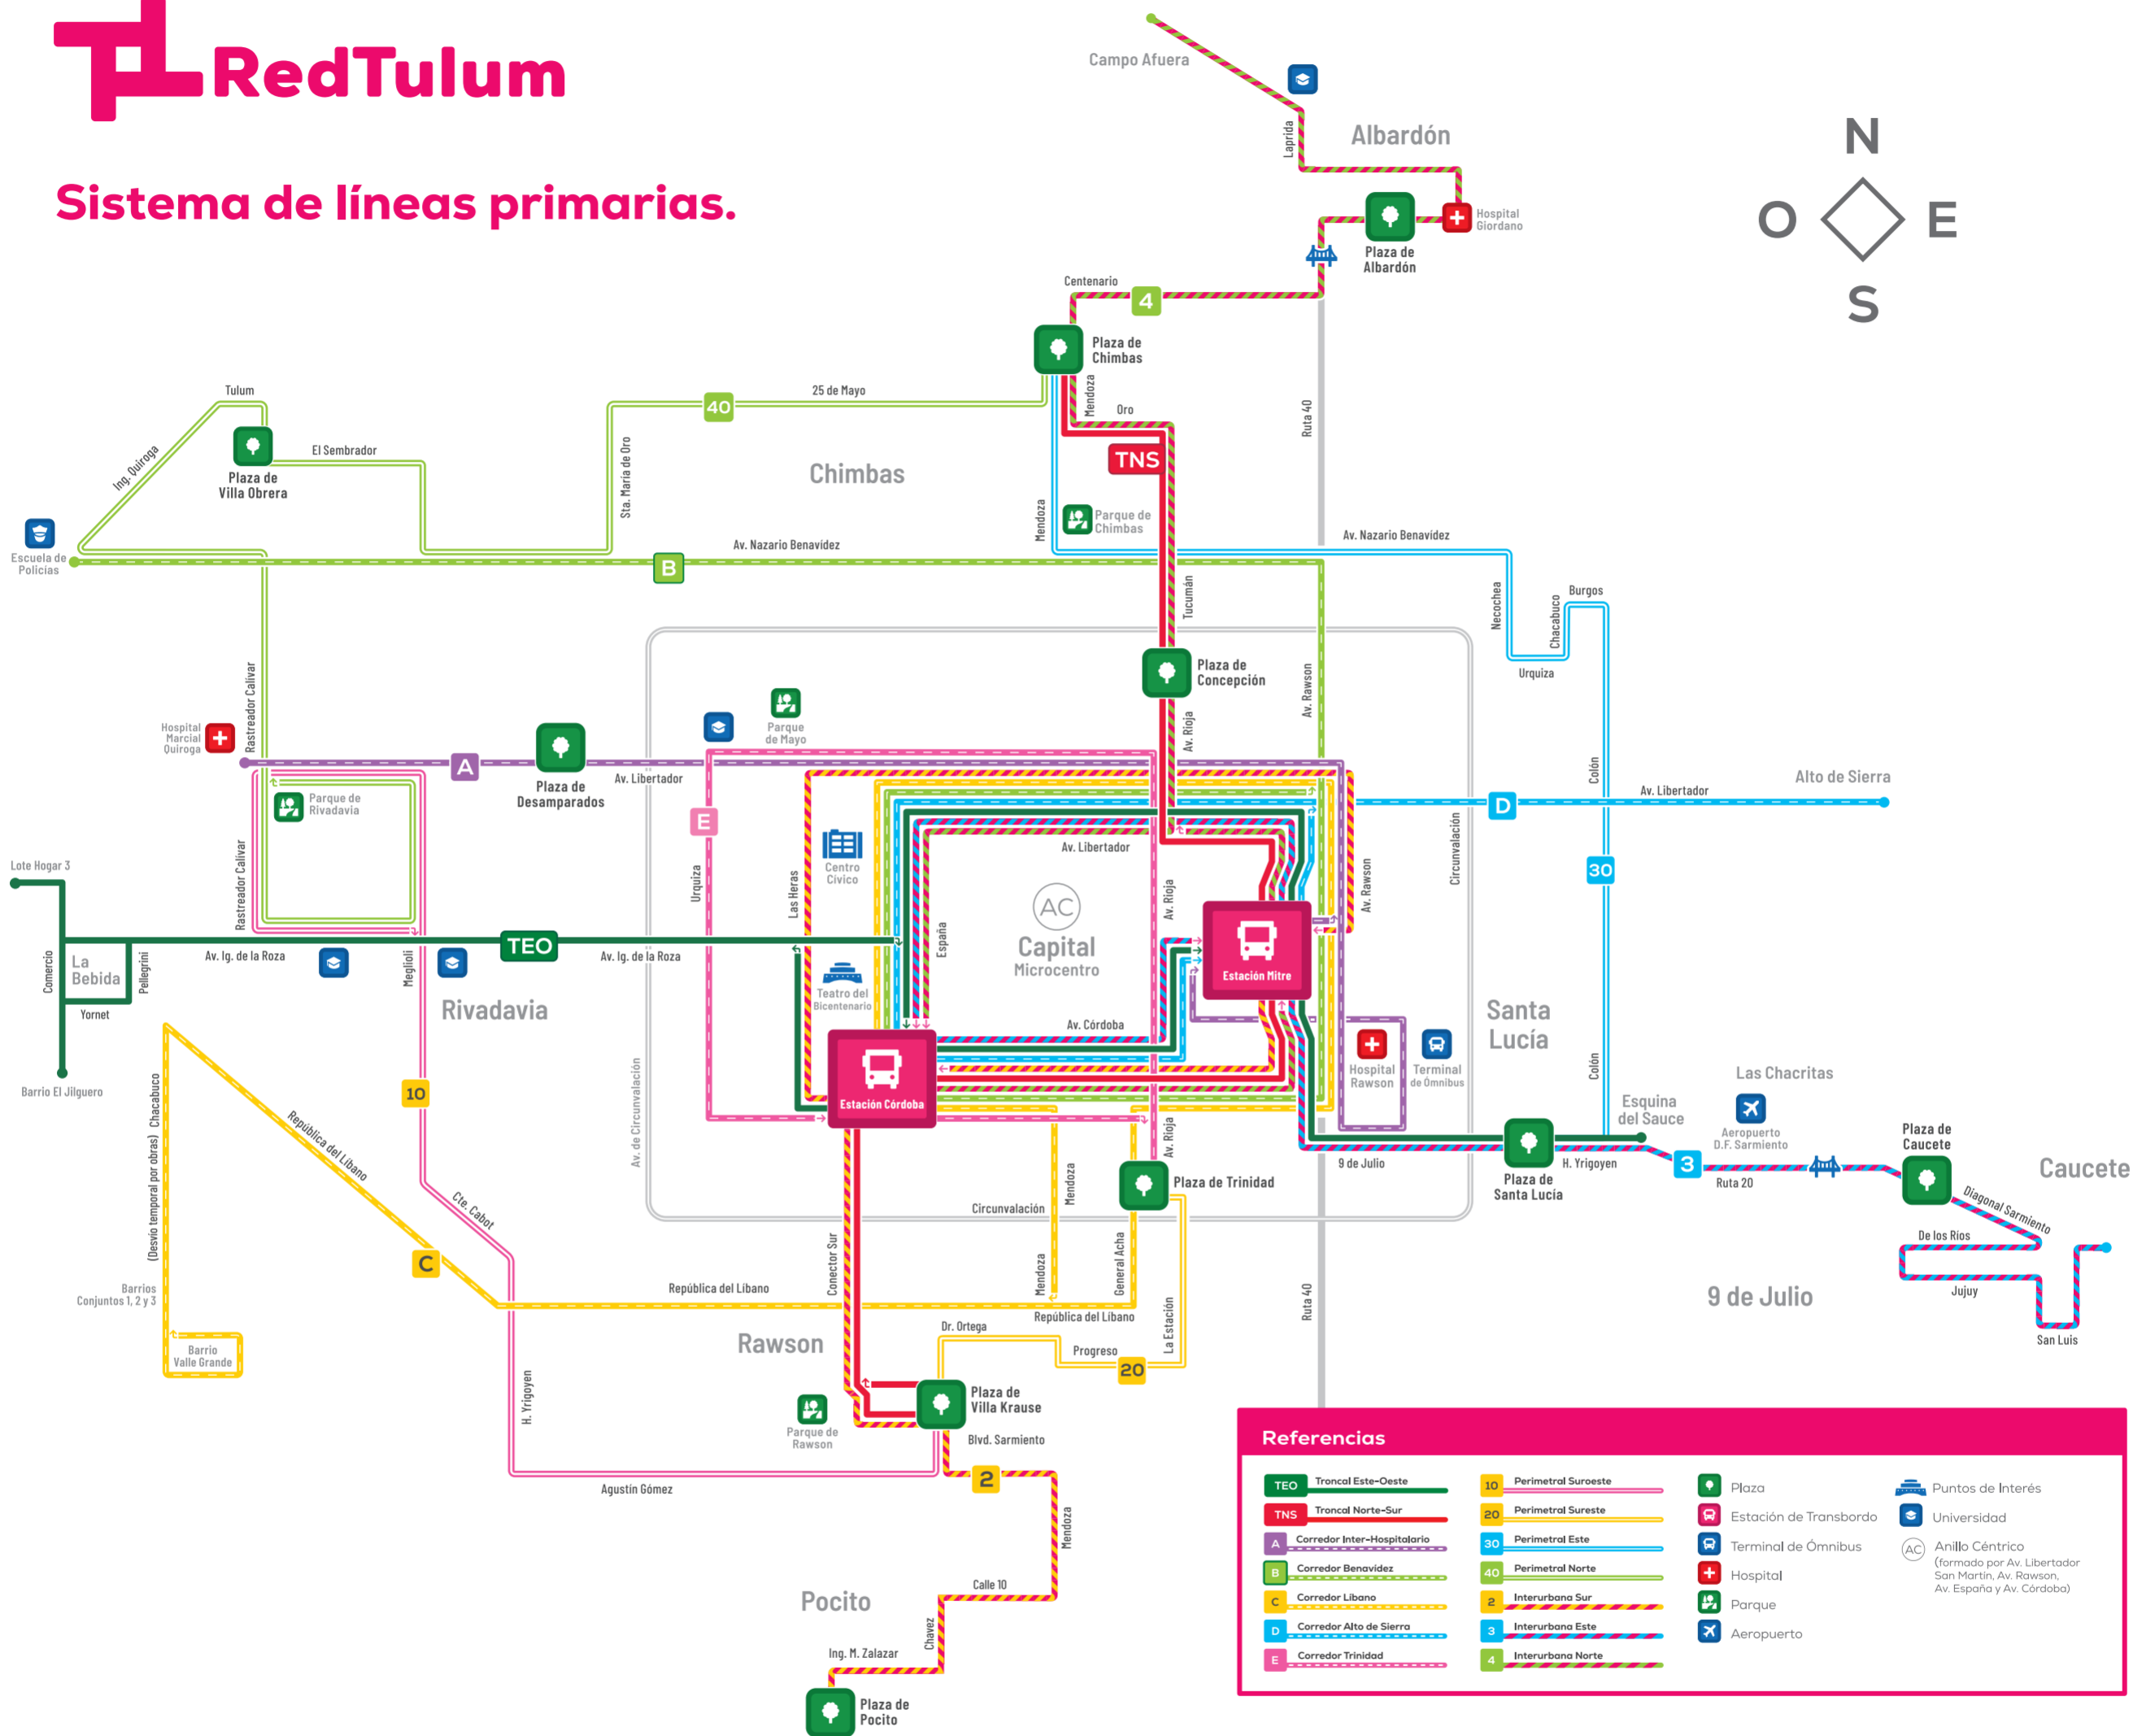 RedTulum
Sistema de líneas primarias.
Campo Afuera
Laprida
Albardón
N
O
E
S
Hospital
Giordano
Plaza de
Albardón
Centenario
4
Plaza de
Chimbas
Mendoza
Oro
Ruta 40
Tulum
25 de Mayo
40
Ing. Quiroga
El Sembrador
Plaza de
Villa Obrera
Sta. María de Oro
Chimbas
TNS
Mendoza
Parque de
Chimbas
Escuela de
Policías
Av. Nazario Benavídez
B
Av. Nazario Benavídez
Tucumán
Necochea
Chacabuco
Burgos
Urquiza
Rastreador Calivar
Plaza de
Concepción
Av. Rawson
Av. Rioja
Hospital
Marcial
Quiroga
A
Plaza de
Desamparados
Av. Libertador
Parque
de Mayo
Colón
Alto de Sierra
Av. Libertador
D
Parque de
Rivadavia
E
Circunvalación
Lote Hogar 3
Rastreador Calivar
Urquiza
Las Heras
Centro
Cívico
España
Av. Libertador
AC
Capital
Microcentro
Av. Rioja
Av. Rawson
30
Comercio
La
Bebida
Pellegrini
Yornet
Av. Ig. de la Roza
Meglioli
TEO
Av. Ig. de la Roza
Teatro del
Bicentenario
Estación Mitre
Rivadavia
Santa
Lucía
Av. Córdoba
Barrio El Jilguero
10
Av. de Circunvalación
Estación Córdoba
Hospital
Rawson
Terminal
de Ómnibus
Colón
Las Chacritas
Esquina
del Sauce
Aeropuerto
D.F. Sarmiento
Plaza de
Caucete
Caucete
(Desvío temporal por obras) Chacabuco
República del Líbano
Cte. Cabot
Mendoza
Av. Rioja
Plaza de Trinidad
9 de Julio
Plaza de
Santa Lucía
H. Yrigoyen
3
Ruta 20
Diagonal Sarmiento
Circunvalación
De los Ríos
Jujuy
San Luis
9 de Julio
C
Barrios
Conjuntos 1, 2 y 3
Barrio
Valle Grande
República del Líbano
Conector Sur
Mendoza
General Acha
República del Líbano
La Estación
Ruta 40
Rawson
Dr. Ortega
Progreso
20
H. Yrigoyen
Parque de
Rawson
Plaza de
Villa Krause
Blvd. Sarmiento
2
Agustín Gómez
Mendoza
Pocito
Calle 10
Chavez
Ing. M. Zalazar
Plaza de
Pocito
Referencias
TEO Troncal Este-Oeste
TNS Troncal Norte-Sur
A Corredor Inter-Hospitalario
B Corredor Benavídez
C Corredor Líbano
D Corredor Alto de Sierra
E Corredor Trinidad
10 Perimetral Suroeste
20 Perimetral Sureste
30 Perimetral Este
40 Perimetral Norte
2 Interurbana Sur
3 Interurbana Este
4 Interurbana Norte
Plaza
Estación de Transbordo
Terminal de Ómnibus
Hospital
Parque
Aeropuerto
Puntos de Interés
Universidad
AC Anillo Céntrico
(formado por Av. Libertador
San Martín, Av. Rawson,
Av. España y Av. Córdoba)